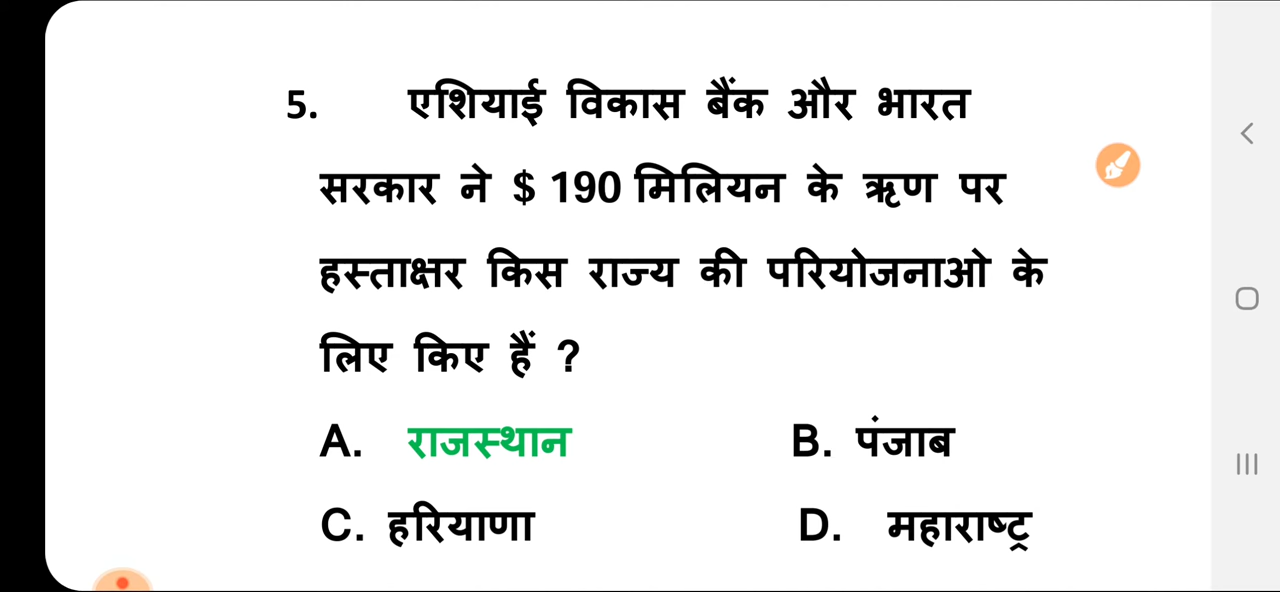 5. एशियाई विकास बैंक और भारत
सरकार ने $ 190 मिलियन के ऋण पर
हस्ताक्षर किस राज्य की परियोजनाओ के
लिए किए हैं ?
A. राजस्थान B. पंजाब
C. हरियाणा D. महाराष्ट्र